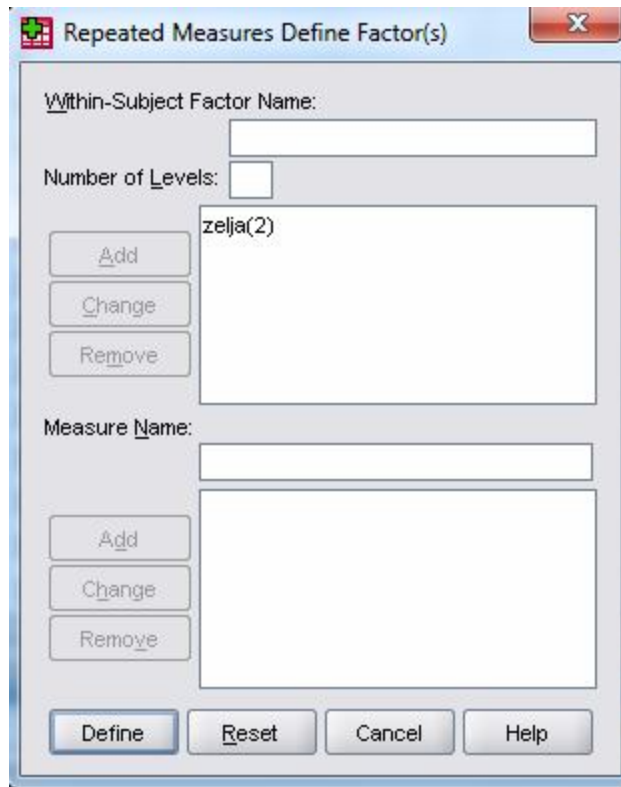 Repeated Measures Define Factor(s)
Within-Subject Factor Name:
Number of Levels:
zelja(2)
Add
Change
Remove
Measure Name:
Add
Change
Remove
Define Reset Cancel Help